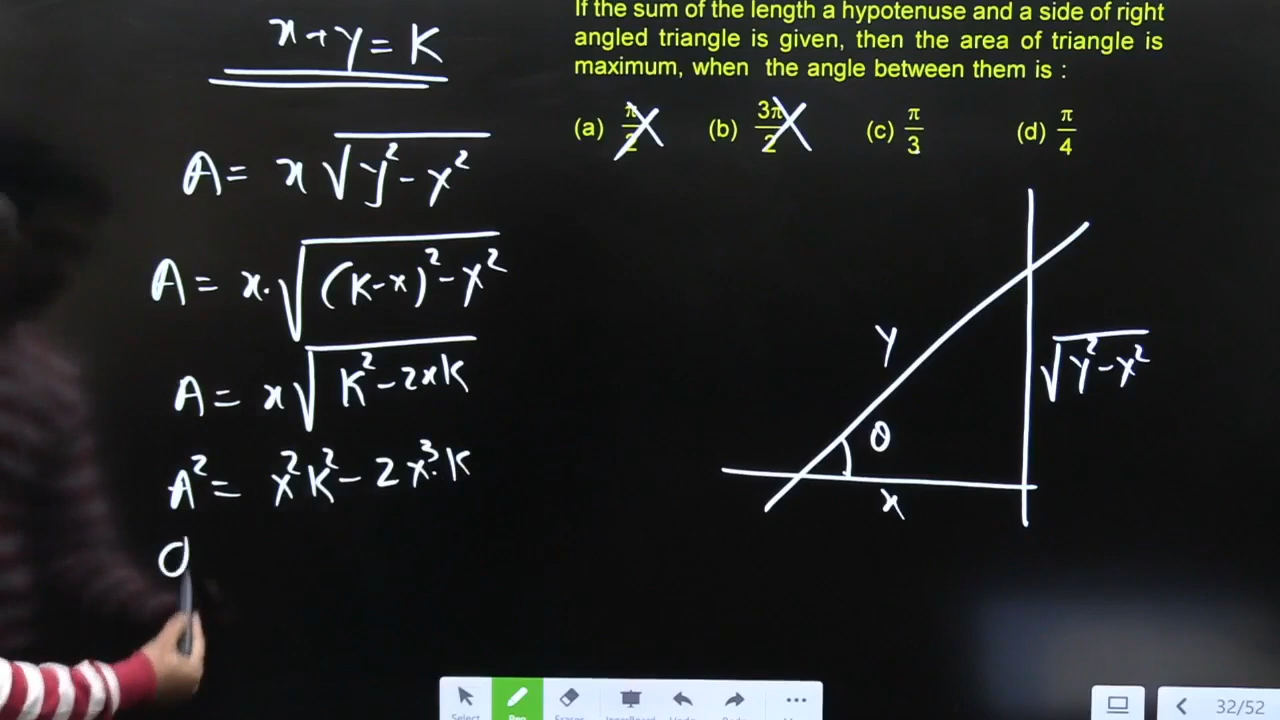 x+y=K
If the sum of the length a hypotenuse and a side of right
angled triangle is given, then the area of triangle is
maximum, when the angle between them is :
(a) π/2 (b) 3π/2 (c) π/3 (d) π/4
A= x√y²-x²
A= x.√(K-x)²-x²
A= x√K²-2xK
A²= x²K²-2x³.K
y
θ
x
√y²-x²
Select
32/52